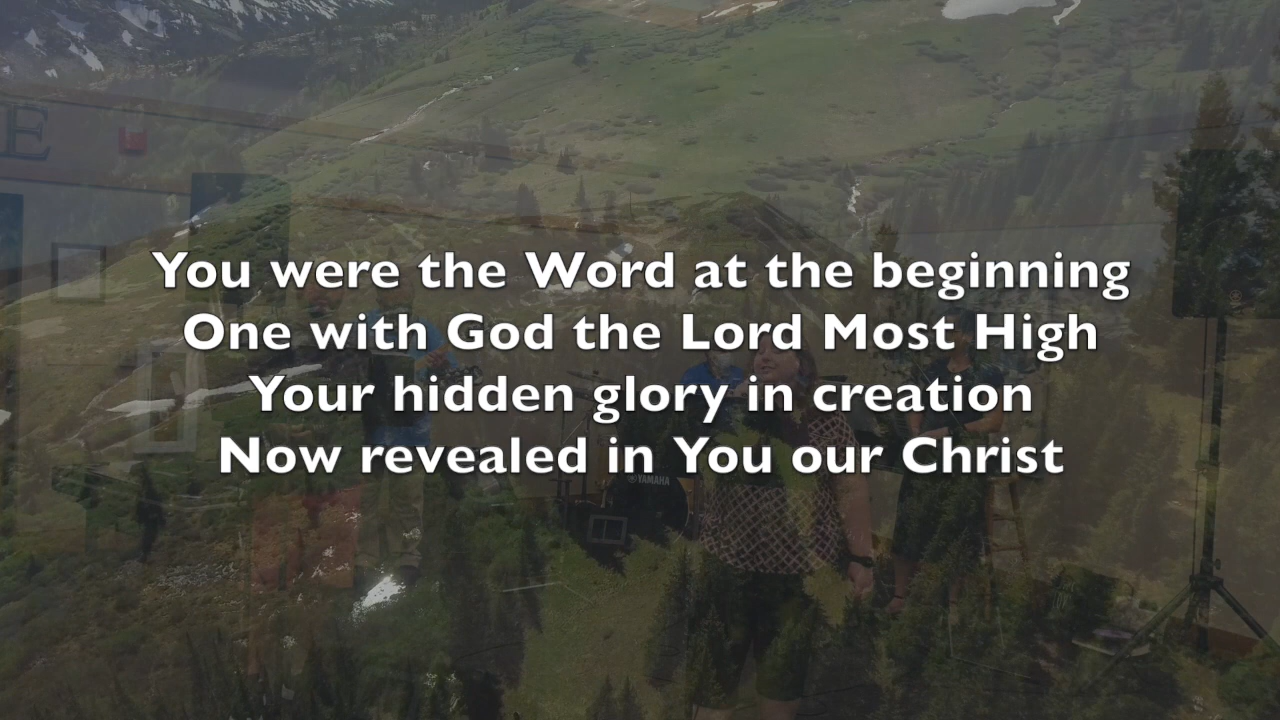 E
You were the Word at the beginning
One with God the Lord Most High
Your hidden glory in creation
Now revealed in You our Christ
YAMAHA